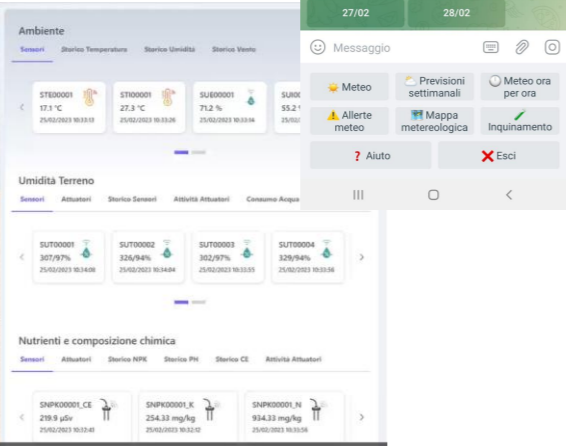 Ambiente
Sensori Storico Temperatura Storico Umidità Storico Vento
STE00001
17.1 °C
25/02/2023 10:33:13
STI00001
27.3 °C
25/02/2023 10:33:26
SUE00001
71.2 %
25/02/2023 10:33:14
55.2
25/02/
Umidità Terreno
Sensori Attuatori Storico Sensori Attività Attuatori Consumo Acqua
SUT00001
307/97%
25/02/2023 10:34:08
SUT00002
326/94%
25/02/2023 10:34:04
SUT00003
302/97%
25/02/2023 10:33:55
SUT00004
329/94%
25/02/2023 10:33:56
Nutrienti e composizione chimica
Sensori Attuatori Storico NPK Storico PH Storico CE Attività Attuatori
SNPK00001_CE
219.9 µSv
25/02/2023 10:32:41
SNPK00001_K
254.33 mg/kg
25/02/2023 10:32:12
SNPK00001_N
934.33 mg/kg
25/02/2023 10:33:56
27/02 28/02
Messaggio
Meteo
Previsioni
settimanali
Meteo ora
per ora
Allerte
meteo
Mappa
metereologica
Inquinamento
? Aiuto
Esci